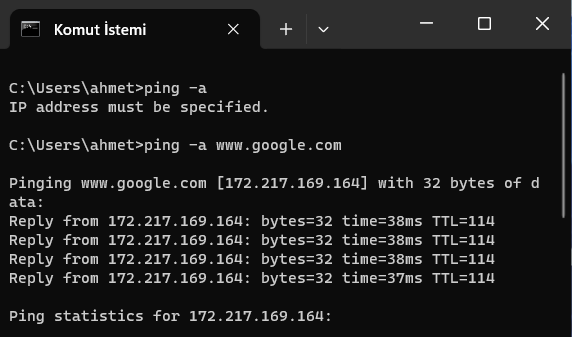 Komut İstemi
C:\Users\ahmet>ping -a
IP address must be specified.
C:\Users\ahmet>ping -a www.google.com
Pinging www.google.com [172.217.169.164] with 32 bytes of d
ata:
Reply from 172.217.169.164: bytes=32 time=38ms TTL=114
Reply from 172.217.169.164: bytes=32 time=38ms TTL=114
Reply from 172.217.169.164: bytes=32 time=38ms TTL=114
Reply from 172.217.169.164: bytes=32 time=37ms TTL=114
Ping statistics for 172.217.169.164: